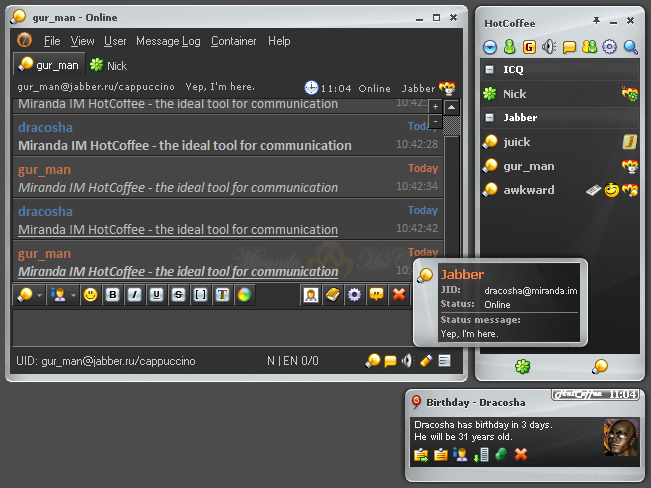 gur_man - Online
File View User Message Log Container Help
gur_man Nick
gur_man@jabber.ru/cappuccino Yep, I'm here. 11:04 Online Jabber
Miranda IM HotCoffee - the ideal tool for communication
dracosha Today
Miranda IM HotCoffee - the ideal tool for communication 10:42:28
gur_man Today
Miranda IM HotCoffee - the ideal tool for communication 10:42:34
dracosha Today
Miranda IM HotCoffee - the ideal tool for communication 10:42:42
gur_man Today
Miranda IM HotCoffee - the ideal tool for communication
UID: gur_man@jabber.ru/cappuccino N | EN 0/0
HotCoffee
ICQ
Nick
Jabber
juick
gur_man
awkward
Jabber
JID: dracosha@miranda.im
Status: Online
Status message:
Yep, I'm here.
HotCoffee 11:04
Birthday - Dracosha
Dracosha has birthday in 3 days.
He will be 31 years old.